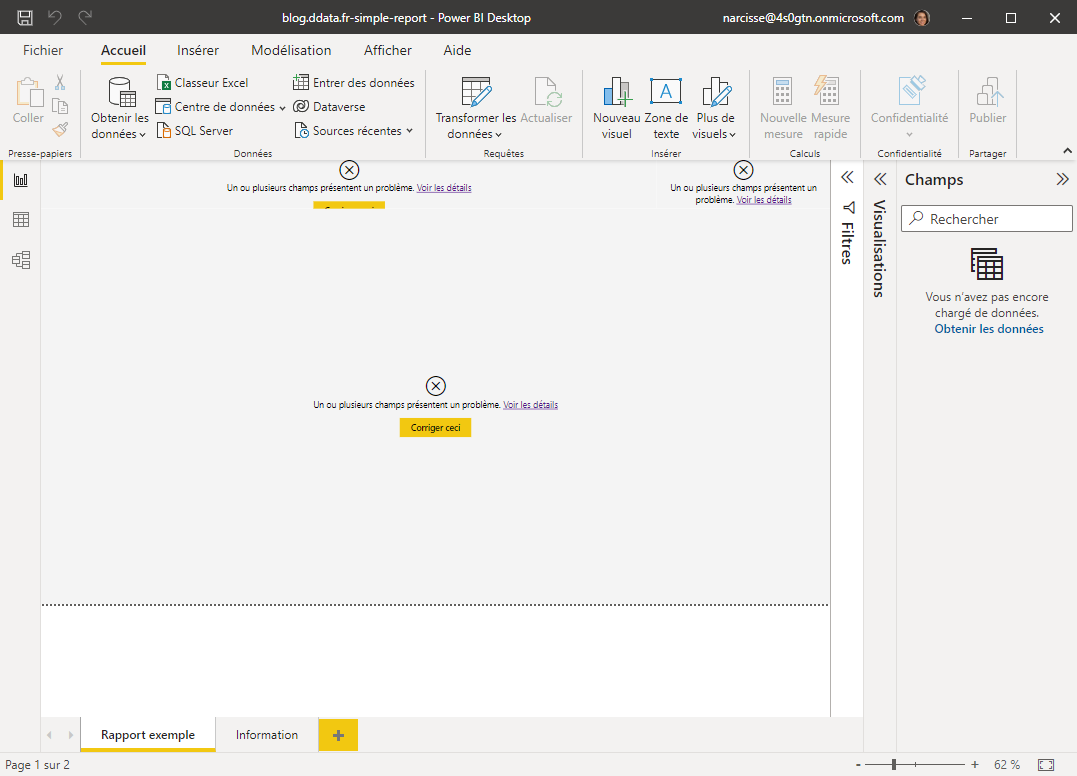 blog.ddata.fr-simple-report - Power BI Desktop
narcisse@4s0gtn.onmicrosoft.com
Fichier
Accueil
Insérer
Modélisation
Afficher
Aide
Coller
Presse-papiers
Obtenir les
données
Classeur Excel
Centre de données
SQL Server
Entrer des données
Dataverse
Sources récentes
Données
Transformer les
données
Actualiser
Requêtes
Nouveau
visuel
Zone de
texte
Plus de
visuels
Insérer
Nouvelle
mesure
Mesure
rapide
Calculs
Confidentialité
Confidentialité
Publier
Partager
Un ou plusieurs champs présentent un problème. Voir les détails
Un ou plusieurs champs présentent un
problème. Voir les détails
Un ou plusieurs champs présentent un problème. Voir les détails
Corriger ceci
Filtres
Visualisations
Champs
Rechercher
Vous n'avez pas encore
chargé de données.
Obtenir les données
Rapport exemple
Information
+
Page 1 sur 2
- + 62 %